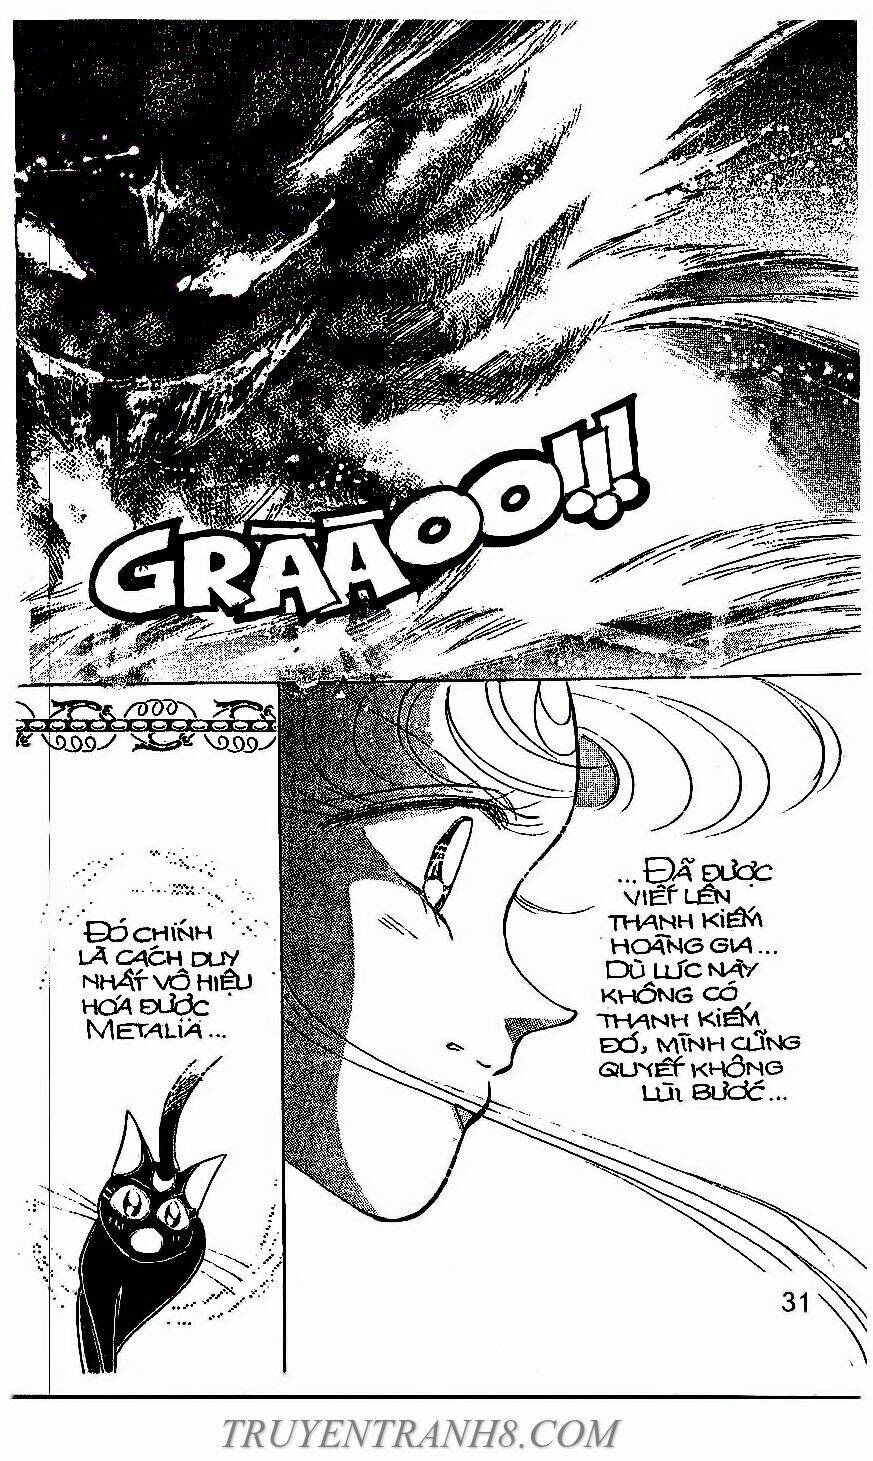 GRÃÃOO!!!
ĐÓ CHÍNH
LÀ CÁCH DUY
NHẤT VÔ HIỆU
HÓA ĐƯỢC
METALIA...
... ĐÃ ĐƯỢC
VIẾT LÊN
THANH KIẾM
HOÀNG GIA...
DÙ LÚC NÀY
KHÔNG CÓ
THANH KIẾM
ĐÓ, MÌNH CŨNG
QUYẾT KHÔNG
LÙI BƯỚC...
31
TRUYENTRANH8.COM